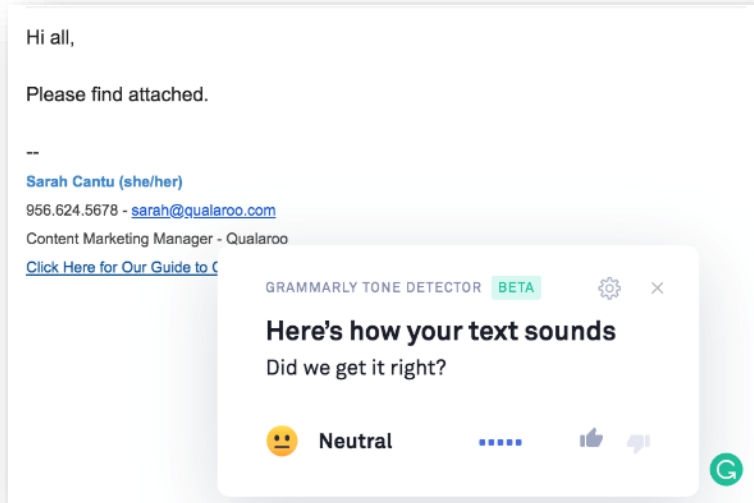 Hi all,
Please find attached.
--
Sarah Cantu (she/her)
956.624.5678 - sarah@qualaroo.com
Content Marketing Manager - Qualaroo
Click Here for Our Guide to
GRAMMARLY TONE DETECTOR BETA
Here's how your text sounds
Did we get it right?
Neutral